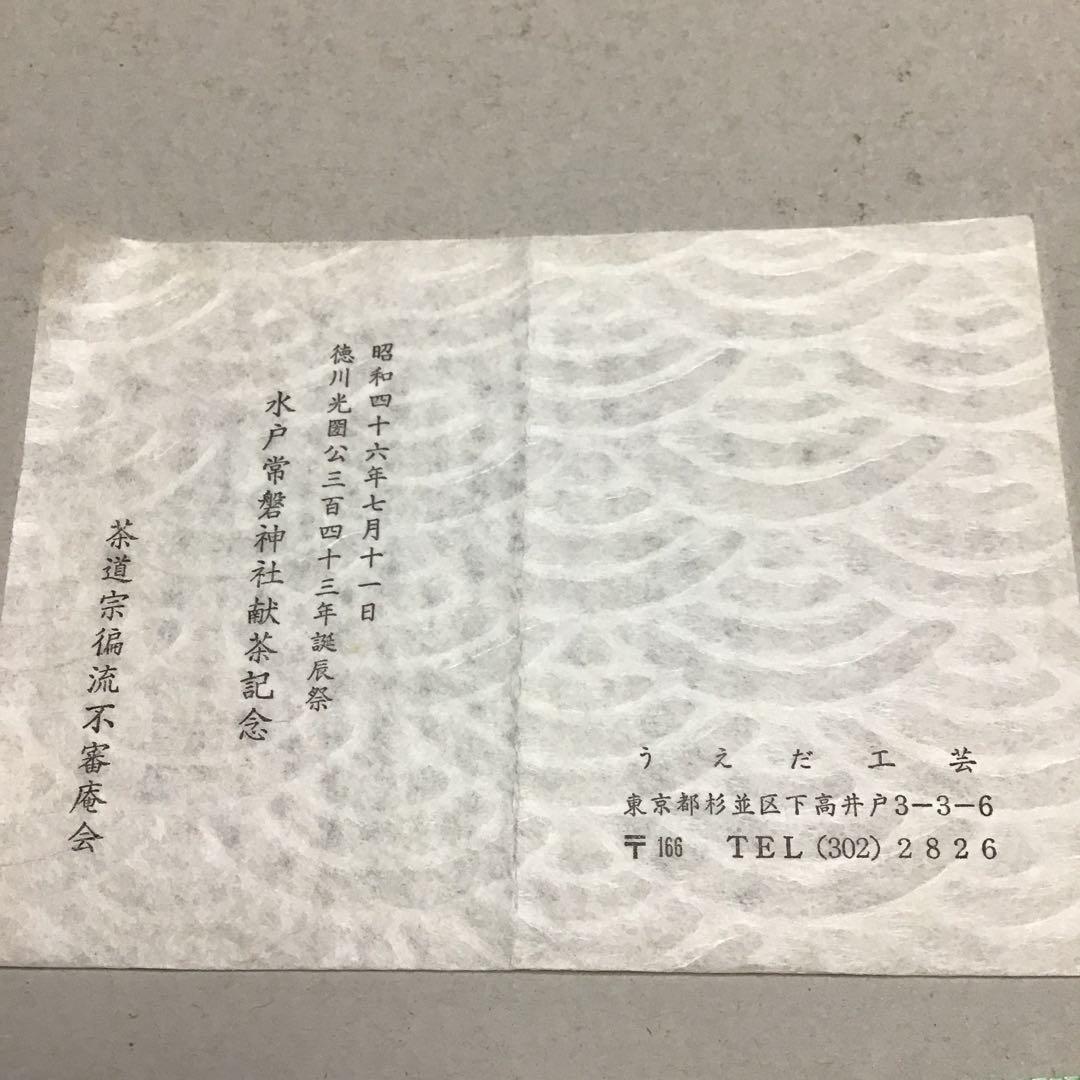 昭和四十六年七月十一日
徳川光圀公三百四十三年誕辰祭
水戸常磐神社献茶記念
茶道宗徧流不審庵会
うえだ工芸
東京都杉並区下高井戸3-3-6
〒166 TEL(302)2826